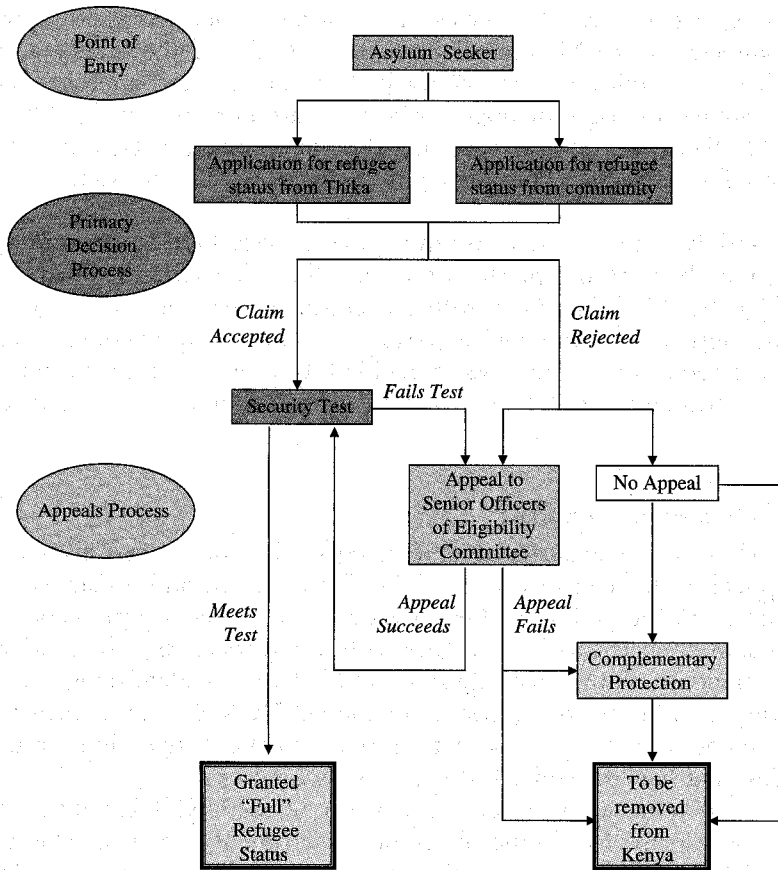 Point of
Entry
Asylum Seeker
Application for refugee
status from Thika
Application for refugee
status from community
Primary
Decision
Process
Claim
Accepted
Claim
Rejected
Security Test
Fails Test
Appeals Process
Appeal to
Senior Officers
of Eligibility
Committee
No Appeal
Meets
Test
Appeal
Succeeds
Appeal
Fails
Complementary
Protection
Granted
“Full”
Refugee
Status
To be
removed
from
Kenya